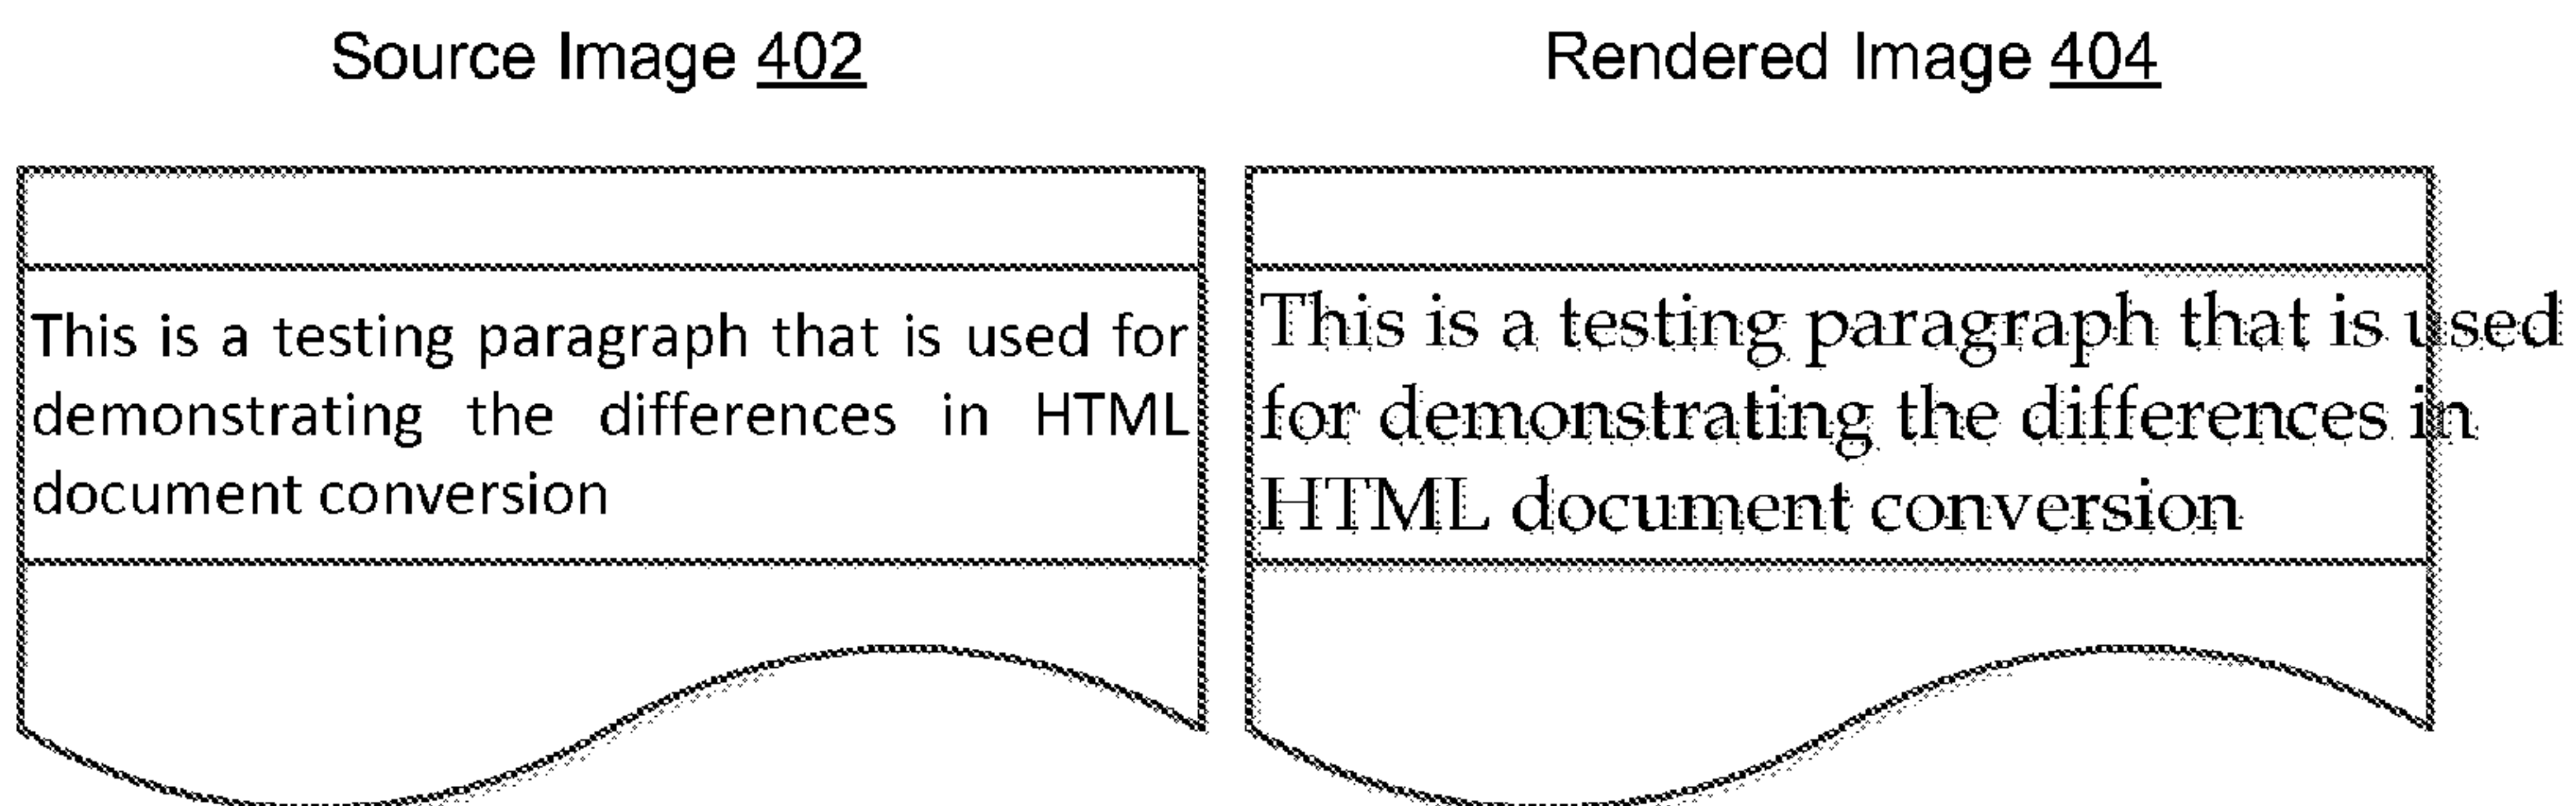 Source Image 402
Rendered Image 404
This is a testing paragraph that is used for
demonstrating the differences in HTML
document conversion
This is a testing paragraph that is used
for demonstrating the differences in
HTML document conversion